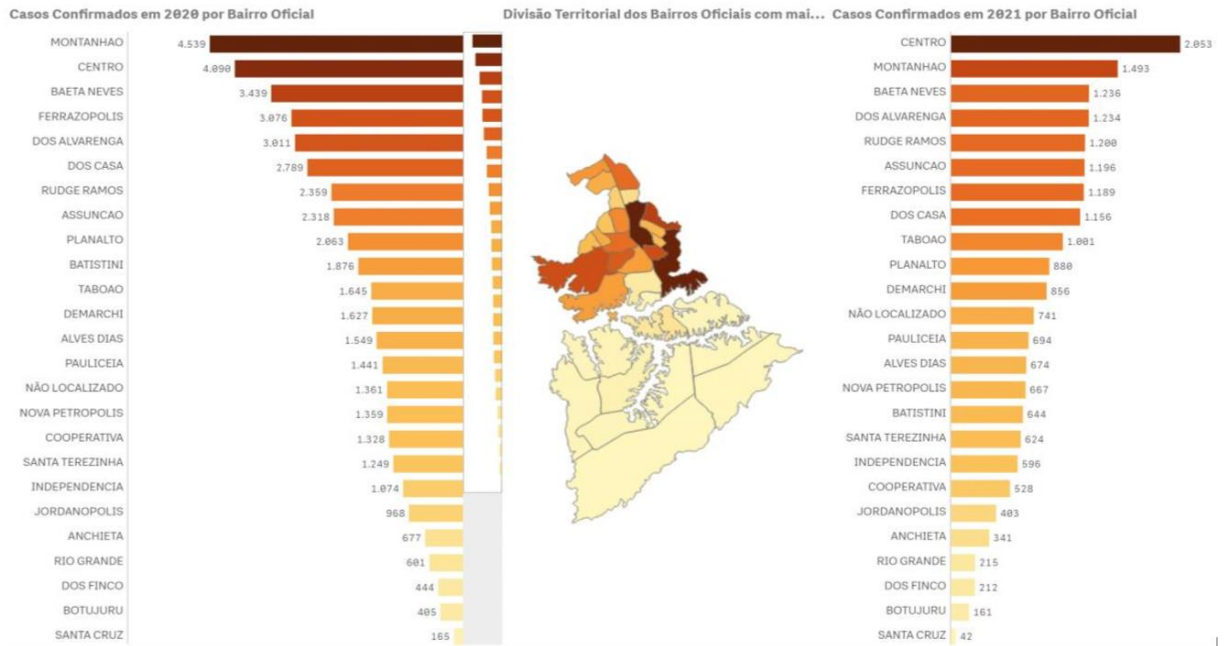 Casos Confirmados em 2020 por Bairro Oficial
MONTANHAO 4.539
CENTRO 4.090
BAETA NEVES 3.439
FERRAZOPOLIS 3.076
DOS ALVARENGA 3.011
DOS CASA 2.789
RUDGE RAMOS 2.359
ASSUNCAO 2.318
PLANALTO 2.063
BATISTINI 1.876
TABOAO 1.645
DEMARCHI 1.627
ALVES DIAS 1.549
PAULICEIA 1.441
NÃO LOCALIZADO 1.361
NOVA PETROPOLIS 1.359
COOPERATIVA 1.328
SANTA TEREZINHA 1.249
INDEPENDENCIA 1.074
JORDANOPOLIS 968
ANCHIETA 677
RIO GRANDE 601
DOS FINCO 444
BOTUJURU 405
SANTA CRUZ 165
Divisão Territorial dos Bairros Oficiais com mai...
Casos Confirmados em 2021 por Bairro Oficial
CENTRO 2.053
MONTANHAO 1.493
BAETA NEVES 1.236
DOS ALVARENGA 1.234
RUDGE RAMOS 1.200
ASSUNCAO 1.196
FERRAZOPOLIS 1.189
DOS CASA 1.156
TABOAO 1.001
PLANALTO 880
DEMARCHI 856
NÃO LOCALIZADO 741
PAULICEIA 694
ALVES DIAS 674
NOVA PETROPOLIS 667
BATISTINI 644
SANTA TEREZINHA 624
INDEPENDENCIA 596
COOPERATIVA 528
JORDANOPOLIS 403
ANCHIETA 341
RIO GRANDE 215
DOS FINCO 212
BOTUJURU 161
SANTA CRUZ 42